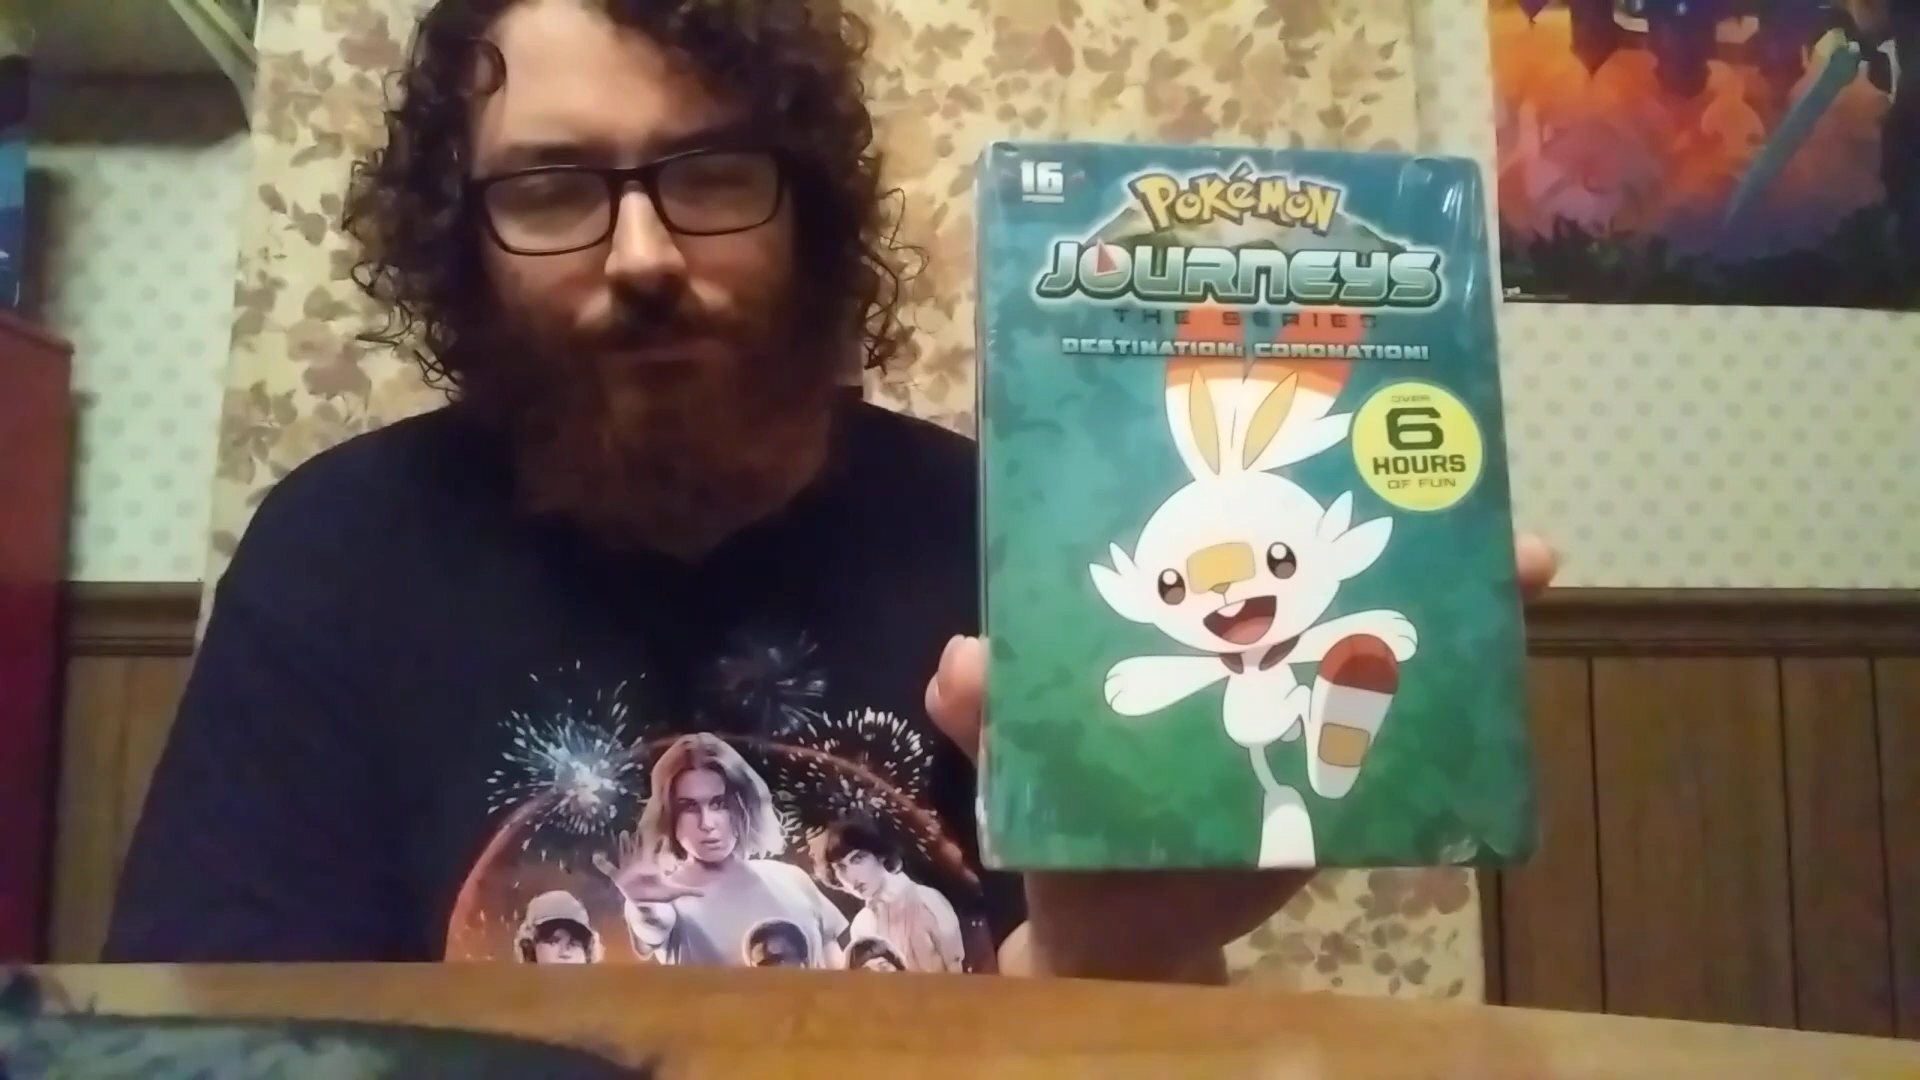 16
POKéMON
JOURNEYS
THE SERIES
DESTINATION: CORONATION!
OVER
6
HOURS
OF FUN